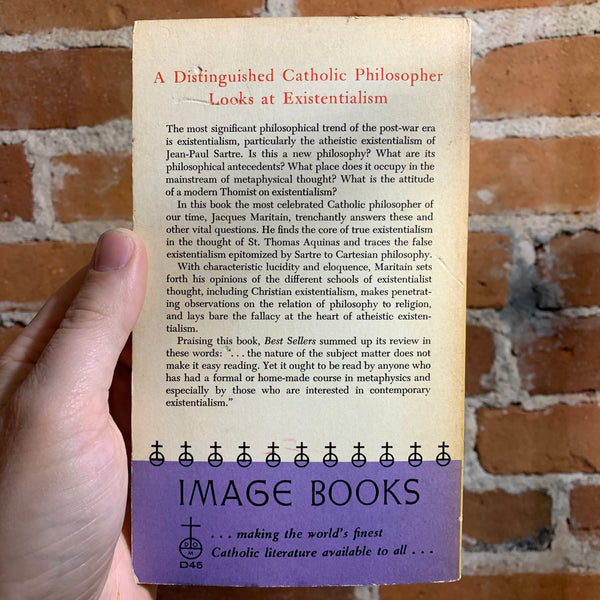 A Distinguished Catholic Philosopher
Looks at Existentialism
The most significant philosophical trend of the post-war era
is existentialism, particularly the atheistic existentialism of
Jean-Paul Sartre. Is this a new philosophy? What are its
philosophical antecedents? What place does it occupy in the
mainstream of metaphysical thought? What is the attitude
of a modern Thomist on existentialism?
In this book the most celebrated Catholic philosopher of
our time, Jacques Maritain, trenchantly answers these and
other vital questions. He finds the core of true existentialism
in the thought of St. Thomas Aquinas and traces the false
existentialism epitomized by Sartre to Cartesian philosophy.
With characteristic lucidity and eloquence, Maritain sets
forth his opinions of the different schools of existentialist
thought, including Christian existentialism, makes penetrat-
ing observations on the relation of philosophy to religion,
and lays bare the fallacy at the heart of atheistic existen-
tialism.
Praising this book, Best Sellers summed up its review in
these words: ". . . the nature of the subject matter does not
make it easy reading. Yet it ought to be read by anyone who
has had a formal or home-made course in metaphysics and
especially by those who are interested in contemporary
existentialism."
IMAGE BOOKS
. . . making the world's finest
Catholic literature available to all . . .
D O M
D45